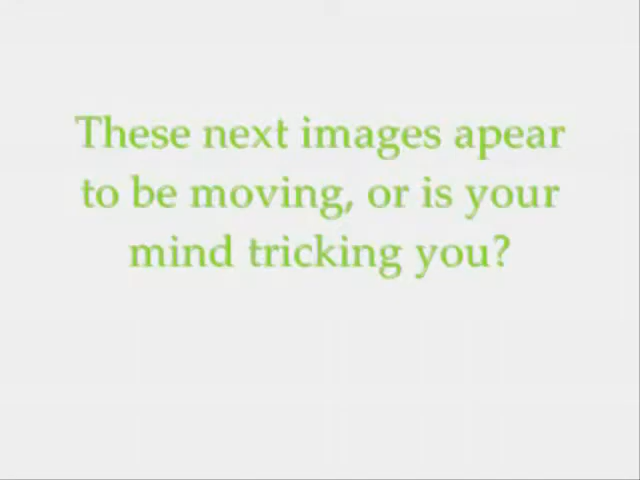 These next images apear
to be moving, or is your
mind tricking you?